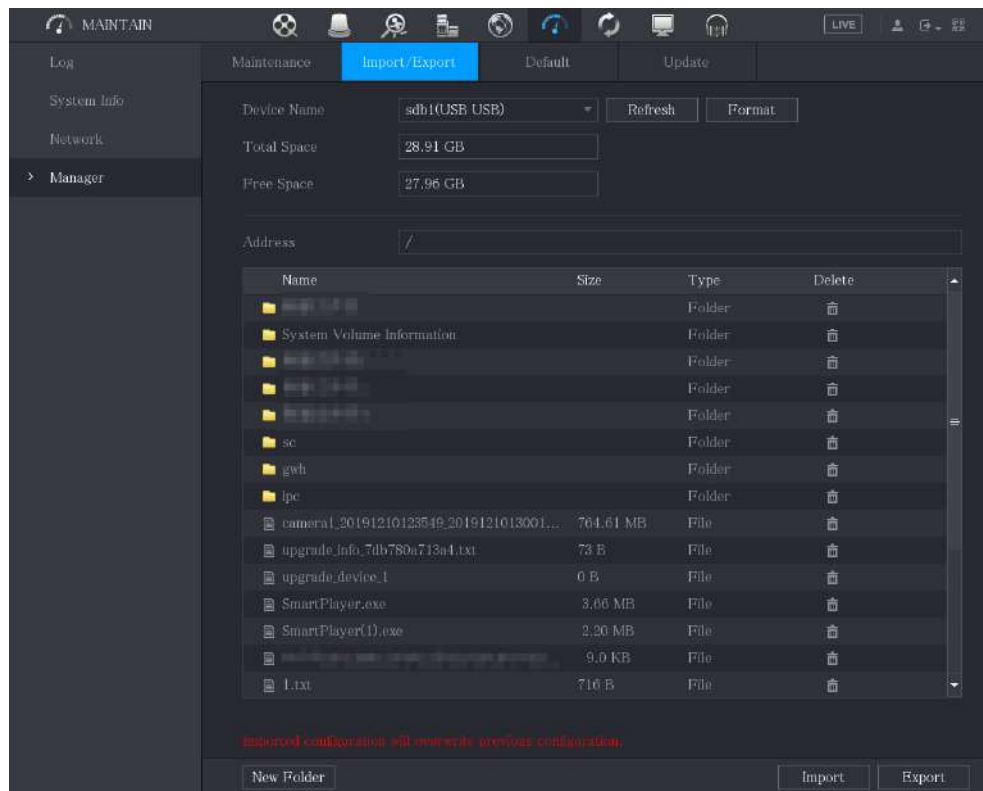 MAINTAIN LIVE
Log
System Info
Network
Manager
Maintenance Import/Export Default Update
Device Name sdb1(USB USB) Refresh Format
Total Space 28.91 GB
Free Space 27.96 GB
Address /
Name Size Type Delete
Folder
System Volume Information Folder
Folder
Folder
Folder
sc Folder
gwh Folder
ipc Folder
camera1_20191210123549_2019121013001... 764.61 MB File
upgrade_info_7db780a713a4.txt 73 B File
upgrade_device_1 0 B File
SmartPlayer.exe 3.66 MB File
SmartPlayer(1).exe 2.20 MB File
9.0 KB File
1.txt 716 B File
Imported configuration will overwrite previous configuration.
New Folder Import Export